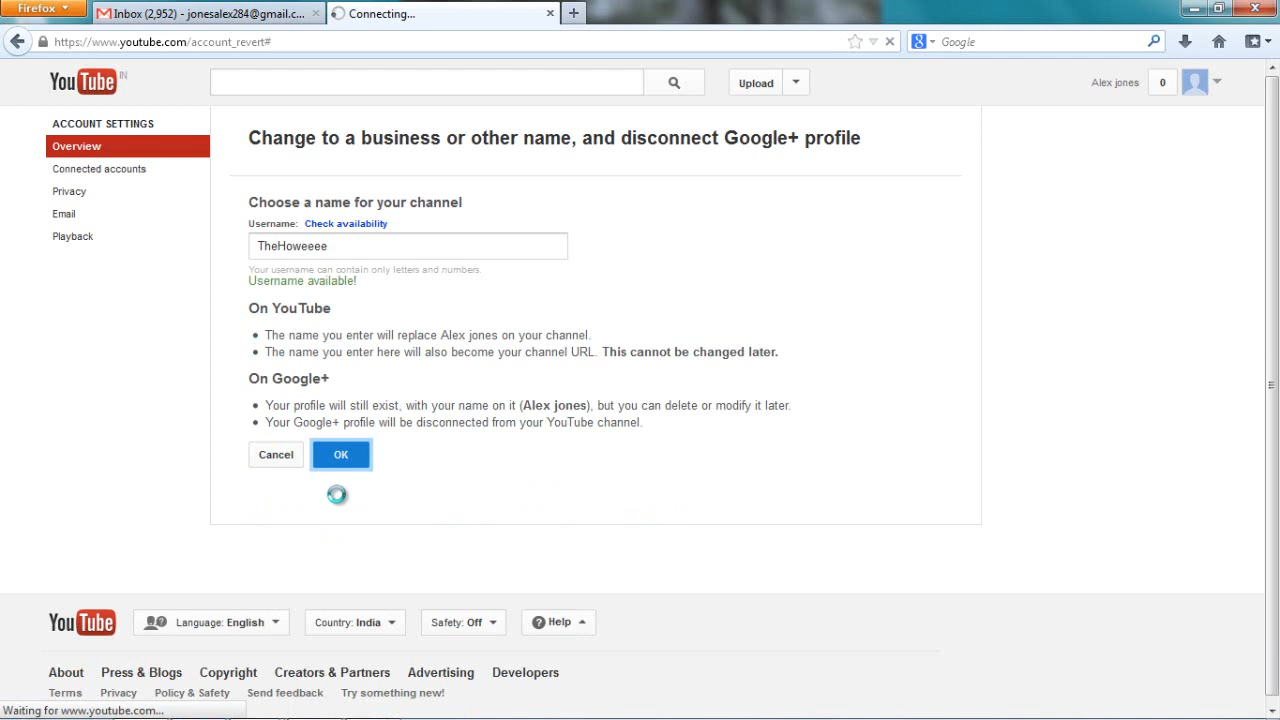 Firefox
Inbox (2,952) - jonesalex284@gmail.c...
Connecting...
https://www.youtube.com/account_revert#
Google
YouTube IN
Upload
Alex jones
0
ACCOUNT SETTINGS
Overview
Connected accounts
Privacy
Email
Playback
Change to a business or other name, and disconnect Google+ profile
Choose a name for your channel
Username: Check availability
TheHoweeee
Your username can contain only letters and numbers.
Username available!
On YouTube
The name you enter will replace Alex jones on your channel.
The name you enter here will also become your channel URL. This cannot be changed later.
On Google+
Your profile will still exist, with your name on it (Alex jones), but you can delete or modify it later.
Your Google+ profile will be disconnected from your YouTube channel.
Cancel OK
YouTube Language: English Country: India Safety: Off Help
About Press & Blogs Copyright Creators & Partners Advertising Developers
Terms Privacy Policy & Safety Send feedback Try something new!
Waiting for www.youtube.com...